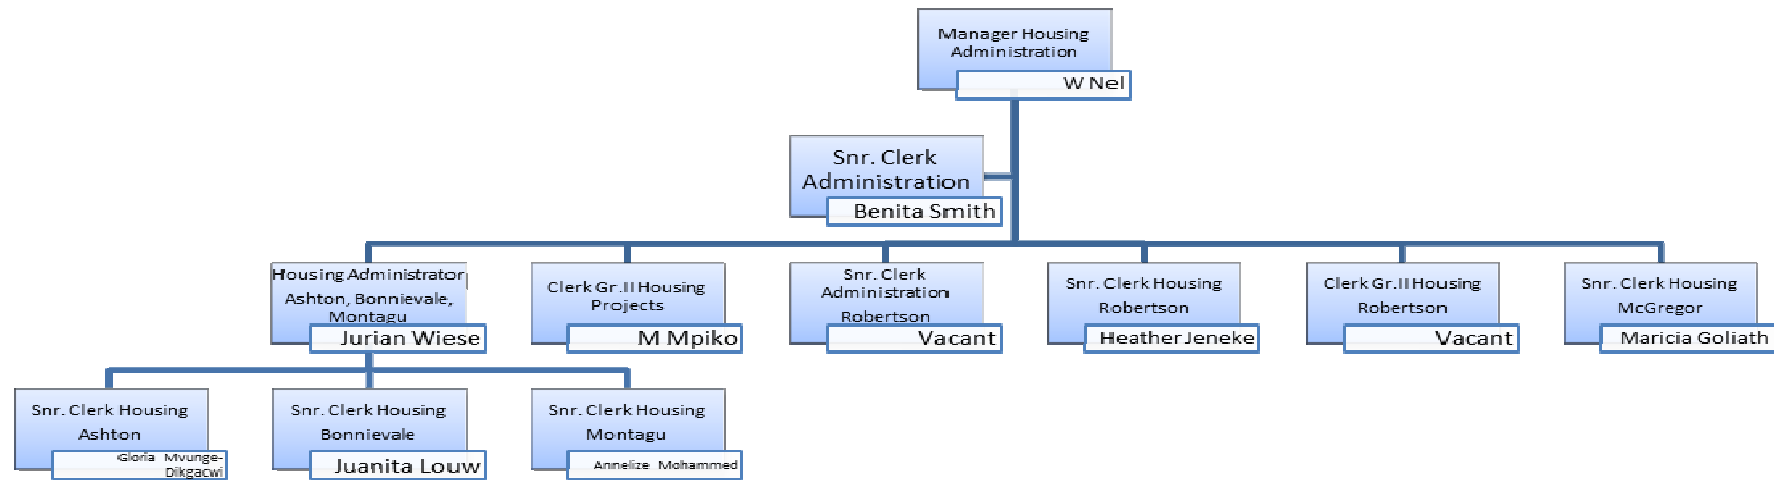 Manager Housing
Administration
W Nel
Snr. Clerk
Administration
Benita Smith
Housing Administrator
Ashton, Bonnievale,
Montagu
Jurian Wiese
Clerk Gr.II Housing
Projects
M Mpiko
Snr. Clerk
Administration
Robertson
Vacant
Snr. Clerk Housing
Robertson
Heather Jeneke
Clerk Gr.II Housing
Robertson
Vacant
Snr. Clerk Housing
McGregor
Maricia Goliath
Snr. Clerk Housing
Ashton
Gloria Mvunge-
Dikgacwi
Snr. Clerk Housing
Bonnievale
Juanita Louw
Snr. Clerk Housing
Montagu
Annelize Mohammed